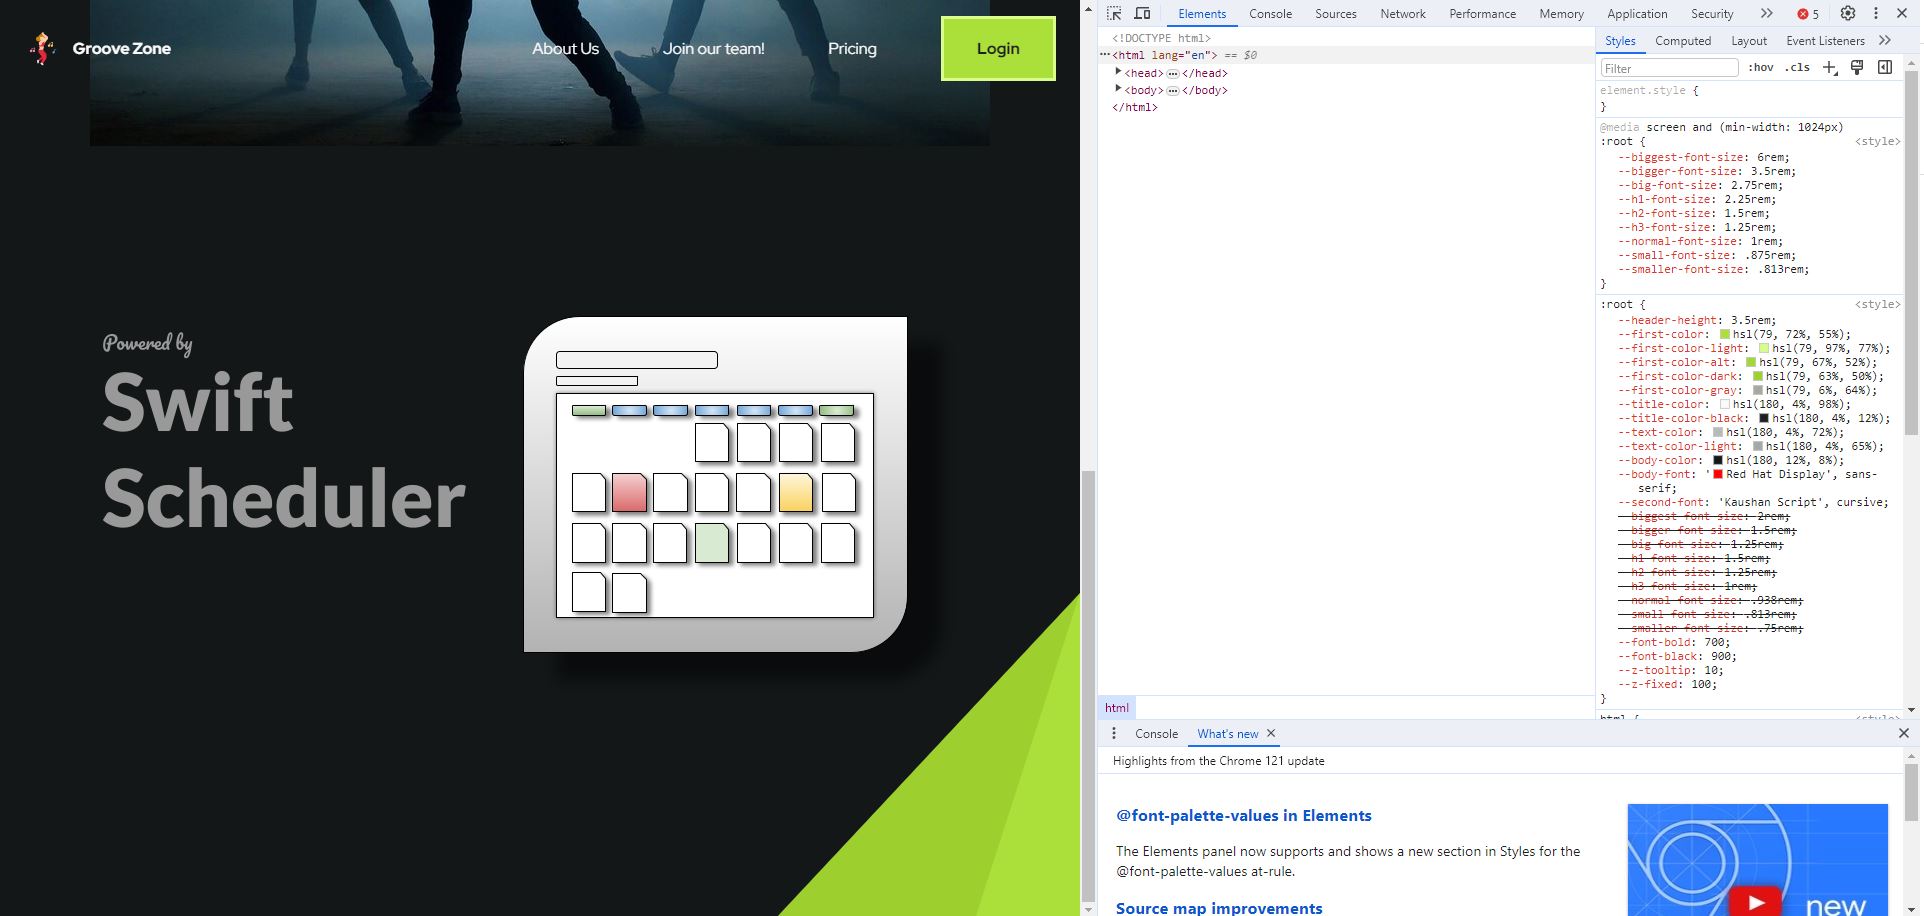 Groove Zone
About Us
Join our team!
Pricing
Login
Powered by
Swift
Scheduler
Elements
Console
Sources
Network
Performance
Memory
Application
Security
5
<!DOCTYPE html>
<html lang="en"> == $0
<head> </head>
<body> </body>
</html>
html
Styles
Computed
Layout
Event Listeners
Filter
:hov .cls
element.style {
}
@media screen and (min-width: 1024px)
:root { <style>
--biggest-font-size: 6rem;
--bigger-font-size: 3.5rem;
--big-font-size: 2.75rem;
--h1-font-size: 2.25rem;
--h2-font-size: 1.5rem;
--h3-font-size: 1.25rem;
--normal-font-size: 1rem;
--small-font-size: .875rem;
--smaller-font-size: .813rem;
}
:root { <style>
--header-height: 3.5rem;
--first-color: hsl(79, 72%, 55%);
--first-color-light: hsl(79, 97%, 77%);
--first-color-alt: hsl(79, 67%, 52%);
--first-color-dark: hsl(79, 63%, 50%);
--first-color-gray: hsl(79, 6%, 64%);
--title-color: hsl(180, 4%, 98%);
--title-color-black: hsl(180, 4%, 12%);
--text-color: hsl(180, 4%, 72%);
--text-color-light: hsl(180, 4%, 65%);
--body-color: hsl(180, 12%, 8%);
--body-font: 'Red Hat Display', sans-
serif;
--second-font: 'Kaushan Script', cursive;
--biggest-font-size: 2rem;
--bigger-font-size: 1.5rem;
--big-font-size: 1.25rem;
--h1-font-size: 1.5rem;
--h2-font-size: 1.25rem;
--h3-font-size: 1rem;
--normal-font-size: .938rem;
--small-font-size: .813rem;
--smaller-font-size: .75rem;
--font-bold: 700;
--font-black: 900;
--z-tooltip: 10;
--z-fixed: 100;
}
html { <style>
Console
What's new
Highlights from the Chrome 121 update
@font-palette-values in Elements
The Elements panel now supports and shows a new section in Styles for the
@font-palette-values at-rule.
Source map improvements
new